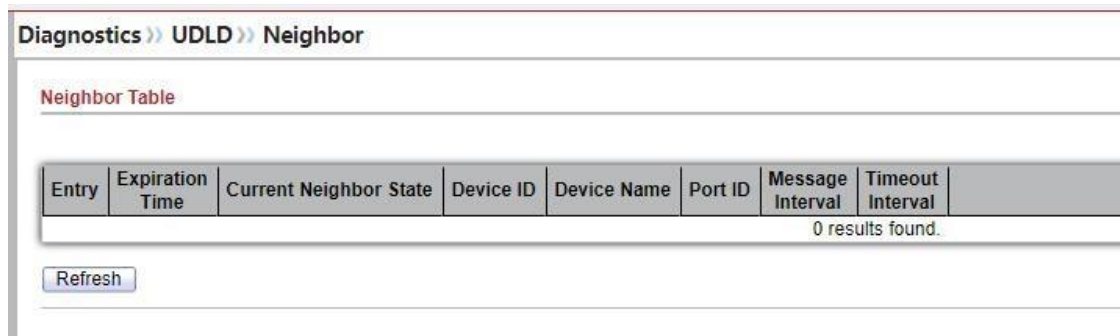 Diagnostics » UDLD » Neighbor
Neighbor Table
Entry Expiration Time Current Neighbor State Device ID Device Name Port ID Message Interval Timeout Interval
0 results found.
Refresh